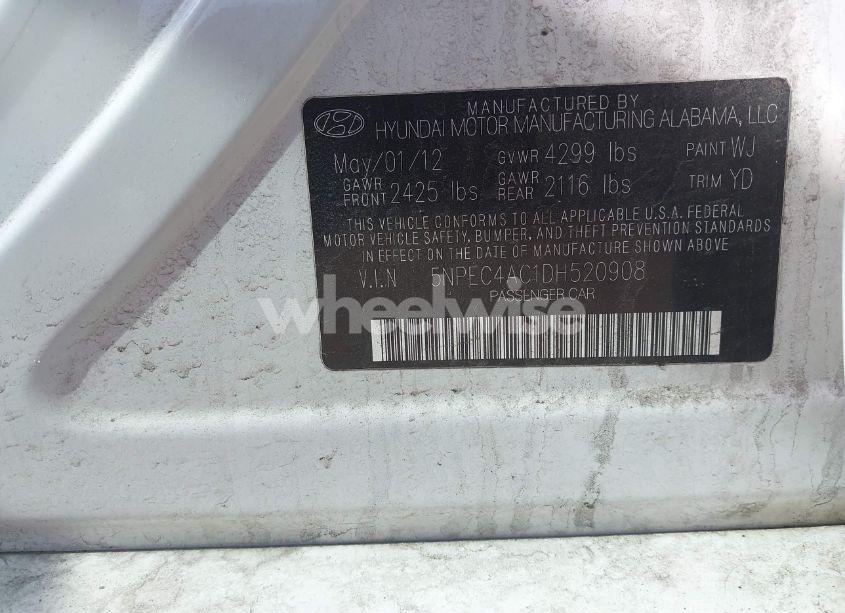 MANUFACTURED BY
HYUNDAI MOTOR MANUFACTURING ALABAMA, LLC
May/01/12 GVWR 4299 lbs PAINT WJ
GAWR FRONT 2425 lbs GAWR REAR 2116 lbs TRIM YD
THIS VEHICLE CONFORMS TO ALL APPLICABLE U.S.A. FEDERAL
MOTOR VEHICLE SAFETY, BUMPER, AND THEFT PREVENTION STANDARDS
IN EFFECT ON THE DATE OF MANUFACTURE SHOWN ABOVE
V.I.N 5NPEC4AC1DH520908
PASSENGER CAR
wheelwise